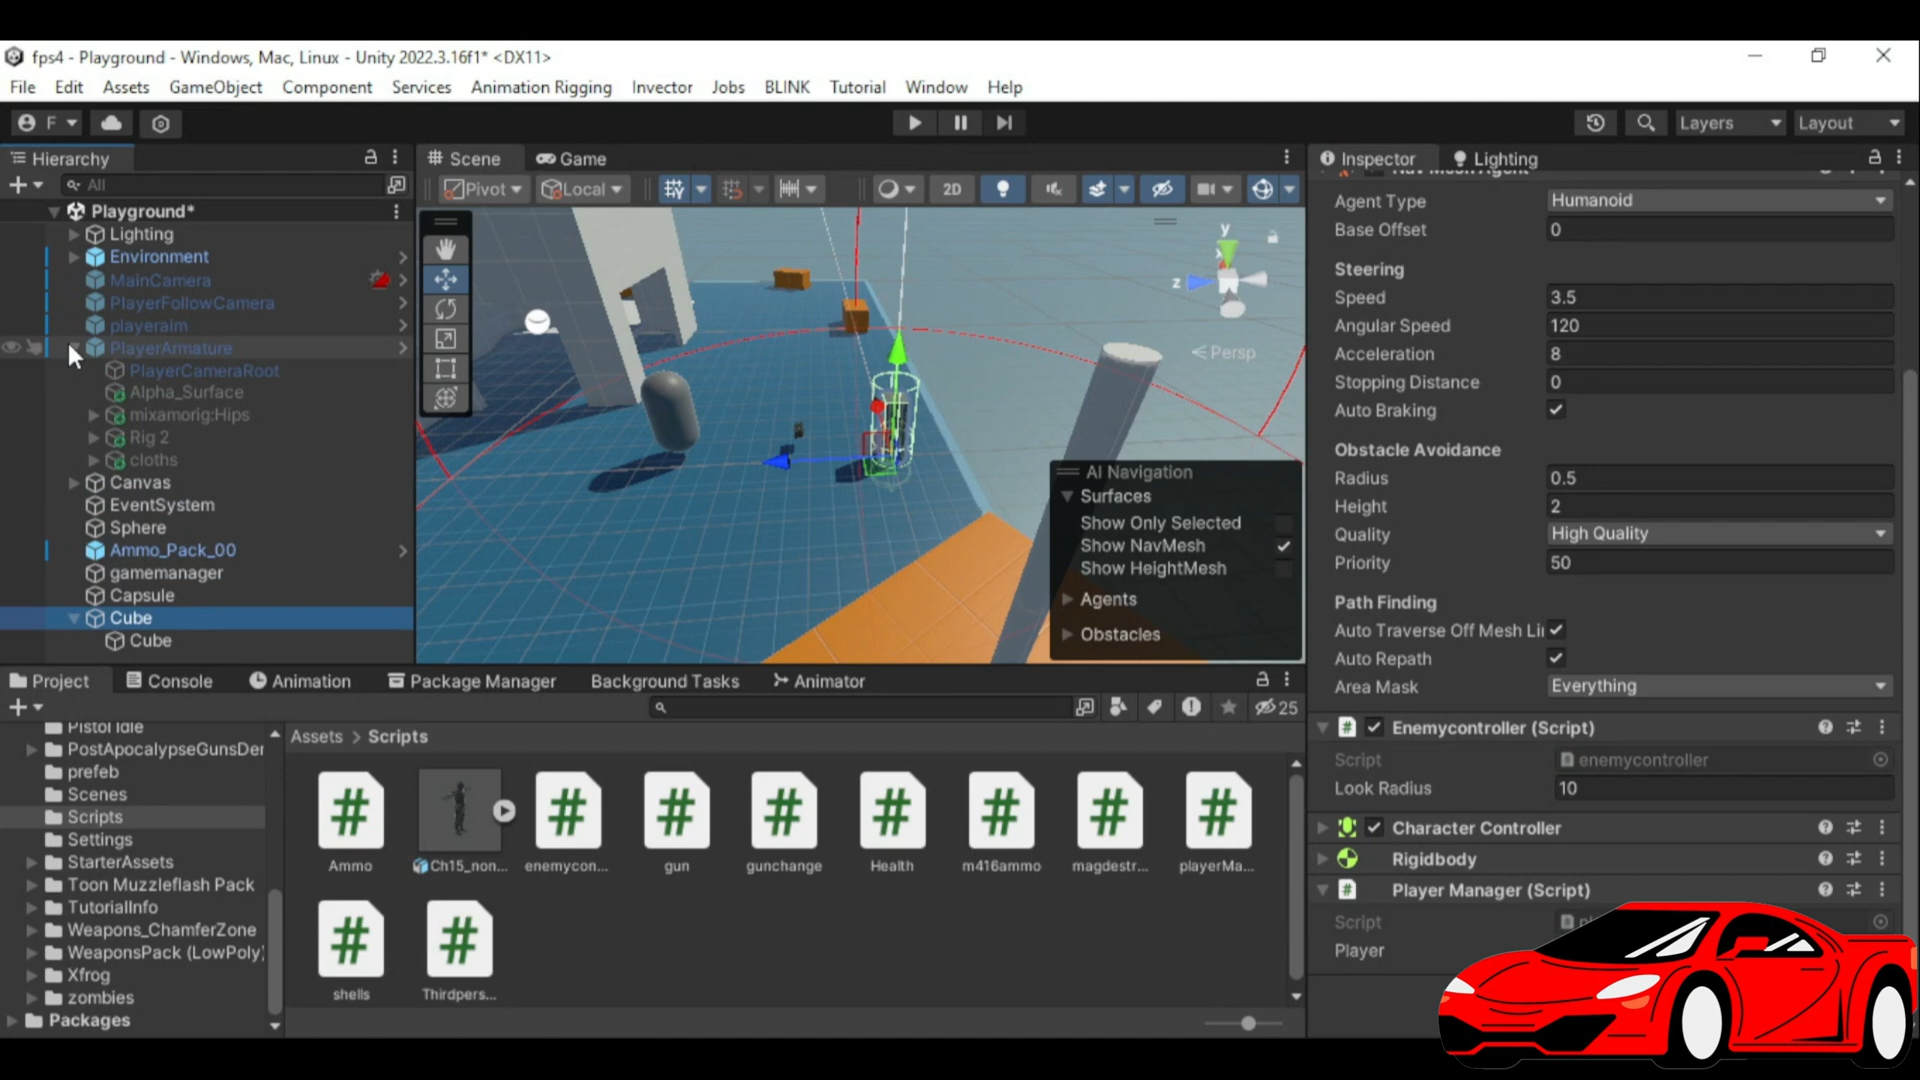 fps4 - Playground - Windows, Mac, Linux - Unity 2022.3.16f1* <DX11>
File Edit Assets GameObject Component Services Animation Rigging Invector Jobs BLINK Tutorial Window Help
F Layers Layout
Hierarchy
All
Playground*
Lighting
Environment
MainCamera
PlayerFollowCamera
playeraim
PlayerArmature
PlayerCameraRoot
Alpha_Surface
mixamorig:Hips
Rig 2
cloths
Canvas
EventSystem
Sphere
Ammo_Pack_00
gamemanager
Capsule
Cube
Cube
Scene Game
Pivot Local 2D
y
x
z
Persp
AI Navigation
Surfaces
Show Only Selected
Show NavMesh
Show HeightMesh
Agents
Obstacles
Inspector Lighting
Nav Mesh Agent
Agent Type Humanoid
Base Offset 0
Steering
Speed 3.5
Angular Speed 120
Acceleration 8
Stopping Distance 0
Auto Braking
Obstacle Avoidance
Radius 0.5
Height 2
Quality High Quality
Priority 50
Path Finding
Auto Traverse Off Mesh Li
Auto Repath
Area Mask Everything
Enemycontroller (Script)
Script enemycontroller
Look Radius 10
Character Controller
Rigidbody
Player Manager (Script)
Script
Player
Project Console Animation Package Manager Background Tasks Animator
25
Pistol Idle
PostApocalypseGunsDer
prefeb
Scenes
Scripts
Settings
StarterAssets
Toon Muzzleflash Pack
TutorialInfo
Weapons_ChamferZone
WeaponsPack (LowPoly)
Xfrog
zombies
Packages
Assets > Scripts
Ammo Ch15_non... enemycon... gun gunchange Health m416ammo magdestr... playerMa...
shells Thirdpers...